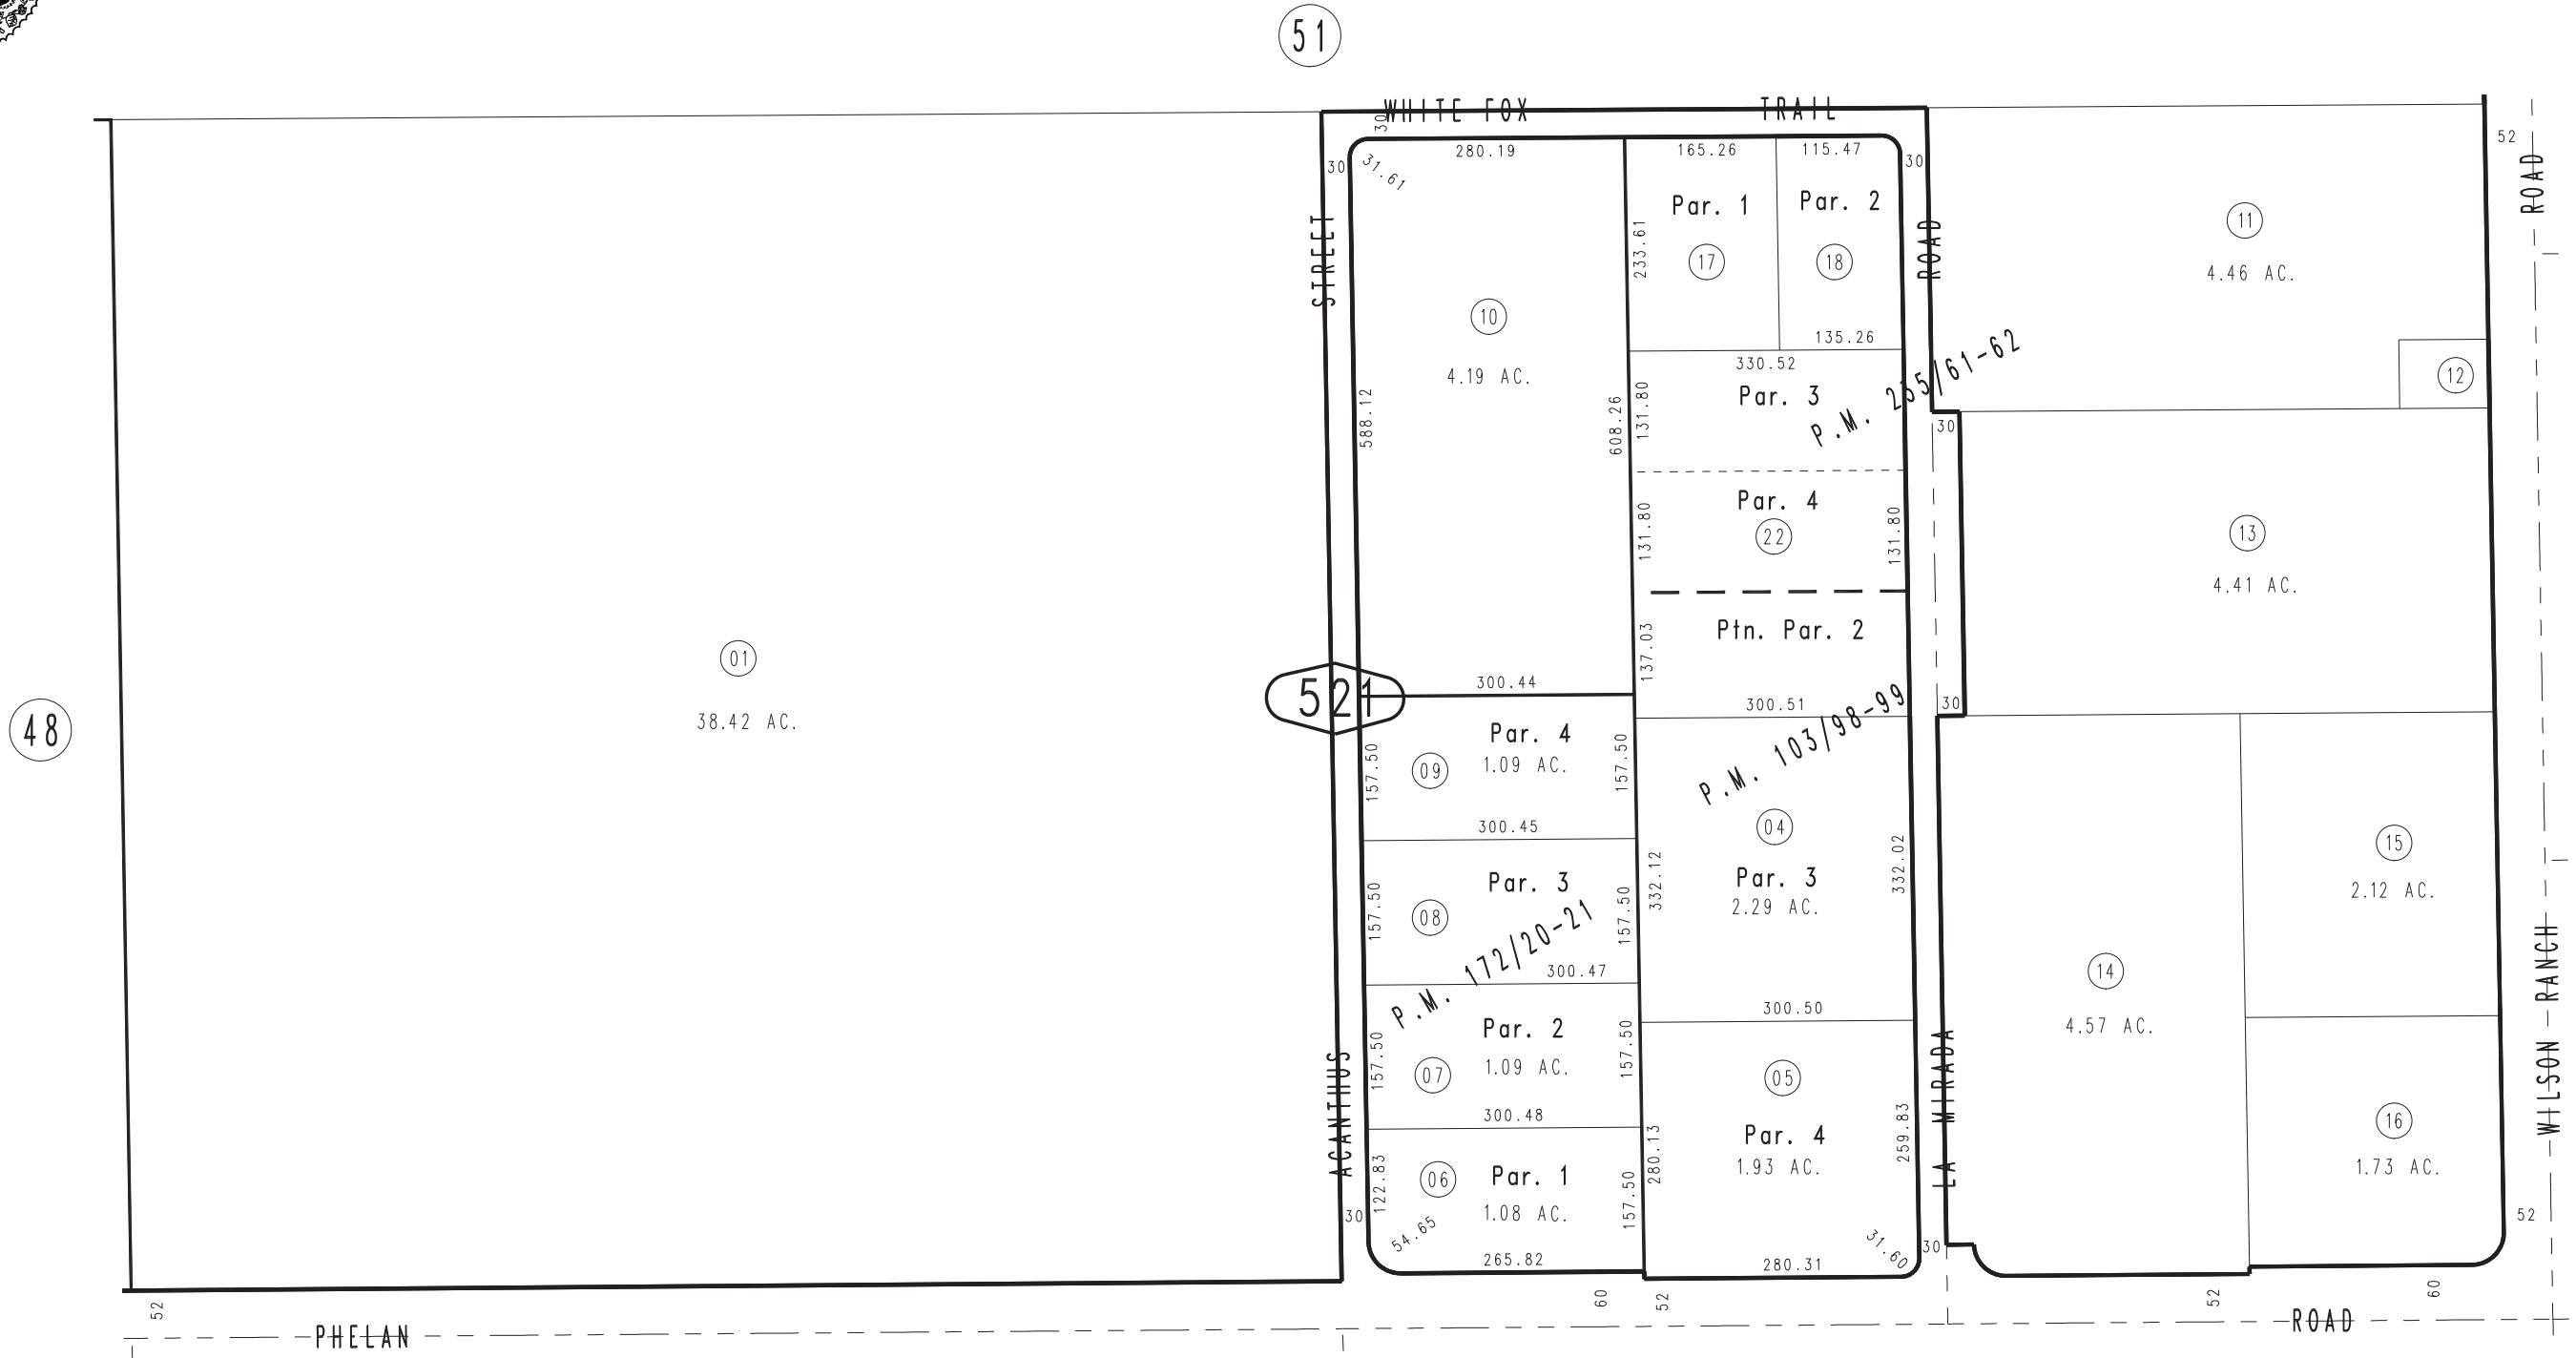 51
WHITE FOX TRAIL
30
280.19
165.26
115.47
52
30
31.61
30
ROAD
STREET
Par. 1
Par. 2
ROAD
11
4.46 AC.
233.61
17
18
10
4.19 AC.
135.26
330.52
P.M. 235/61-62
12
588.12
608.26
131.80
Par. 3
30
Par. 4
131.80
22
131.80
13
4.41 AC.
137.03
Ptn. Par. 2
01
38.42 AC.
48
521
300.44
300.51
30
P.M. 103/98-99
157.50
09
Par. 4
1.09 AC.
157.50
300.45
04
Par. 3
2.29 AC.
332.12
332.02
15
2.12 AC.
157.50
08
Par. 3
157.50
P.M. 172/20-21
300.47
14
4.57 AC.
300.50
157.50
07
Par. 2
1.09 AC.
157.50
300.48
05
Par. 4
1.93 AC.
280.13
259.83
ACANTHUS
LA MIRADA
WILSON RANCH
16
1.73 AC.
122.83
06
Par. 1
1.08 AC.
157.50
30
54.65
265.82
31.60
280.31
30
52
52
60
52
52
60
PHELAN
ROAD